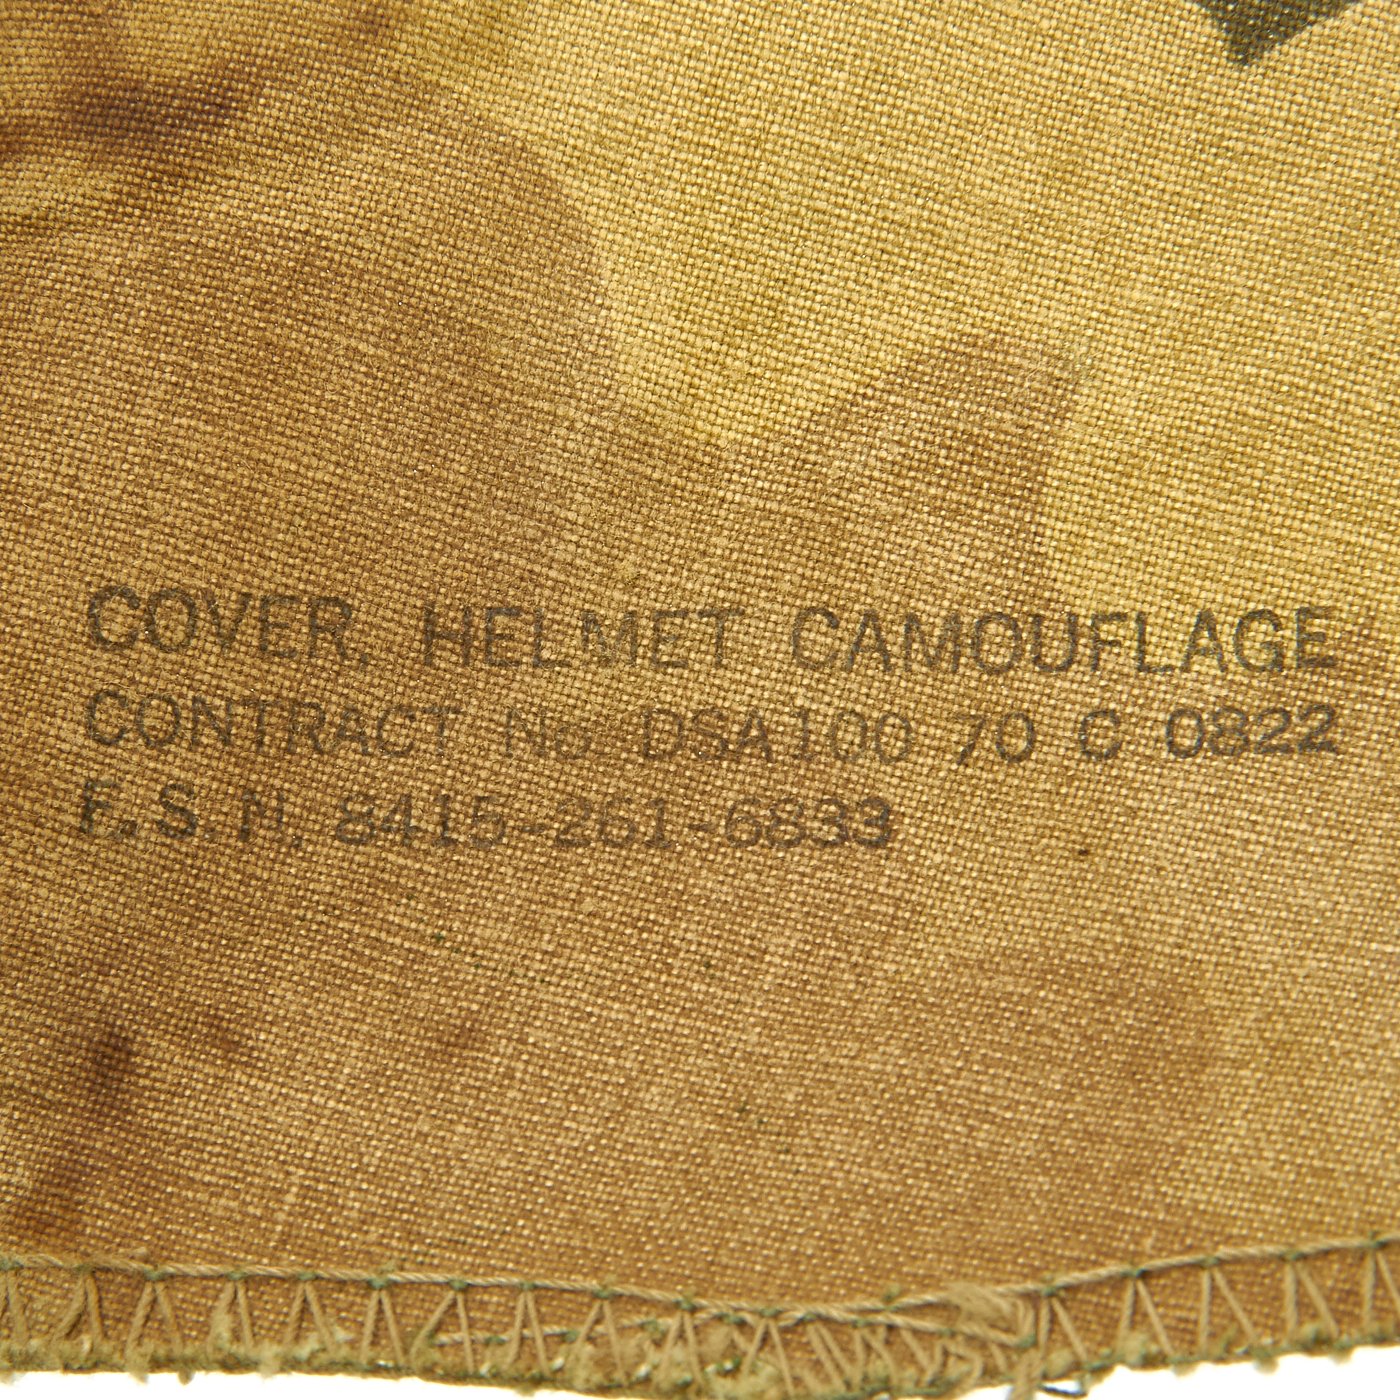 COVER, HELMET CAMOUFLAGE
CONTRACT No DSA100 70 C 0822
F.S.N. 8415-261-6833